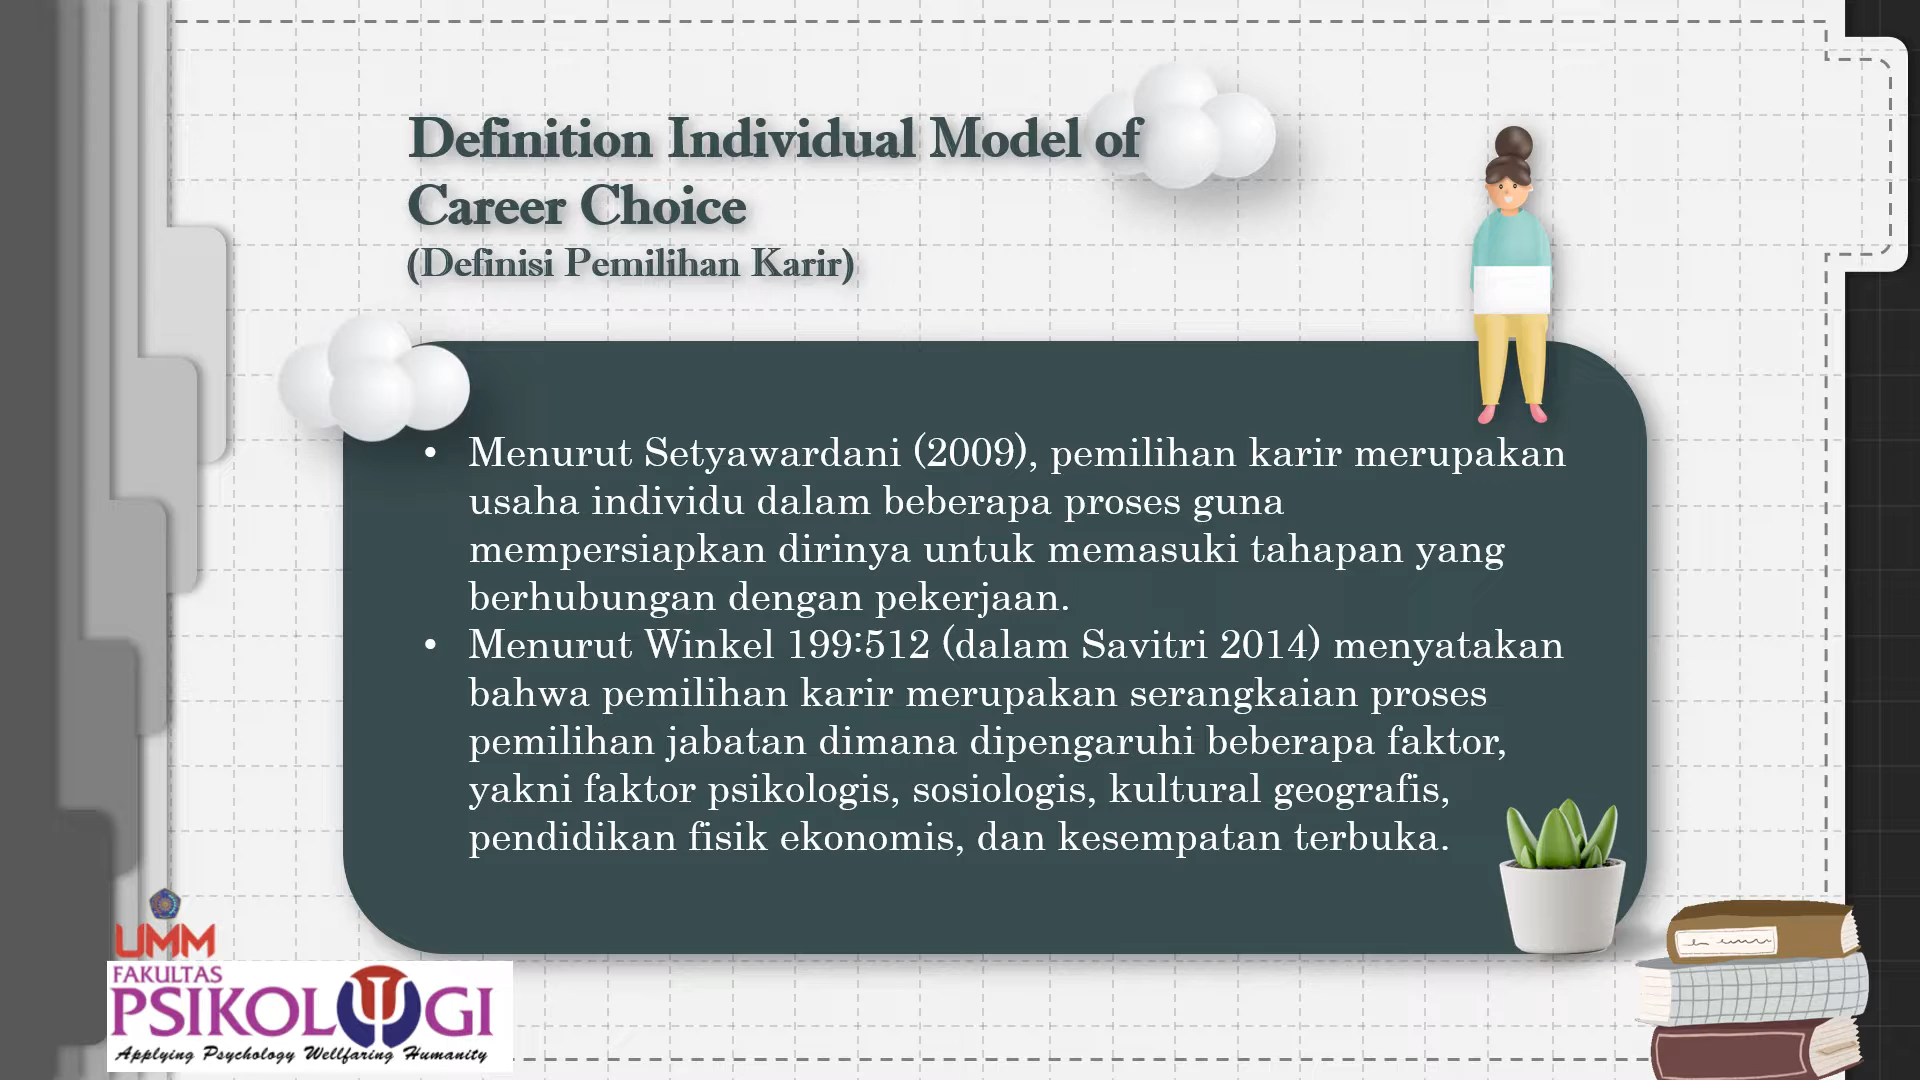 Definition Individual Model of
Career Choice
(Definisi Pemilihan Karir)
• Menurut Setyawardani (2009), pemilihan karir merupakan
usaha individu dalam beberapa proses guna
mempersiapkan dirinya untuk memasuki tahapan yang
berhubungan dengan pekerjaan.
• Menurut Winkel 199:512 (dalam Savitri 2014) menyatakan
bahwa pemilihan karir merupakan serangkaian proses
pemilihan jabatan dimana dipengaruhi beberapa faktor,
yakni faktor psikologis, sosiologis, kultural geografis,
pendidikan fisik ekonomis, dan kesempatan terbuka.
UMM
FAKULTAS
PSIKOLOGI
Applying Psychology Wellfaring Humanity